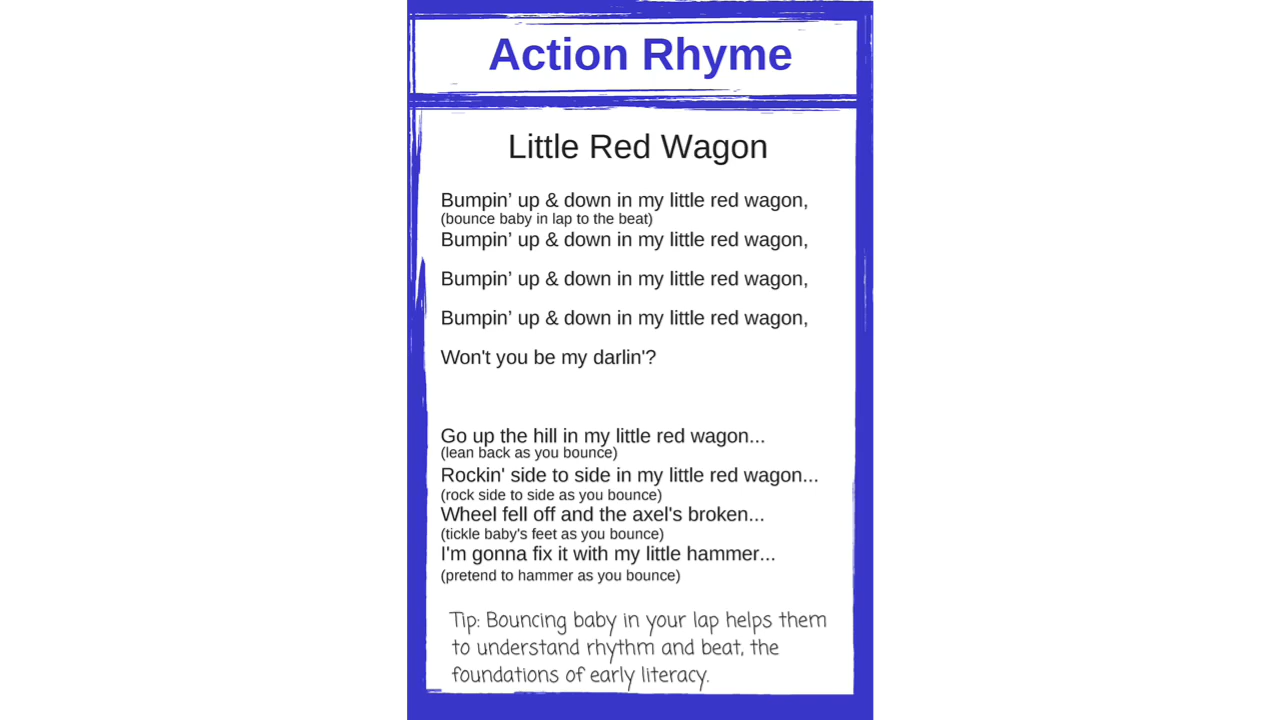 Action Rhyme
Little Red Wagon
Bumpin’ up & down in my little red wagon,
(bounce baby in lap to the beat)
Bumpin’ up & down in my little red wagon,
Bumpin’ up & down in my little red wagon,
Bumpin’ up & down in my little red wagon,
Won't you be my darlin'?
Go up the hill in my little red wagon...
(lean back as you bounce)
Rockin' side to side in my little red wagon...
(rock side to side as you bounce)
Wheel fell off and the axel's broken...
(tickle baby's feet as you bounce)
I'm gonna fix it with my little hammer...
(pretend to hammer as you bounce)
Tip: Bouncing baby in your lap helps them
to understand rhythm and beat, the
foundations of early literacy.